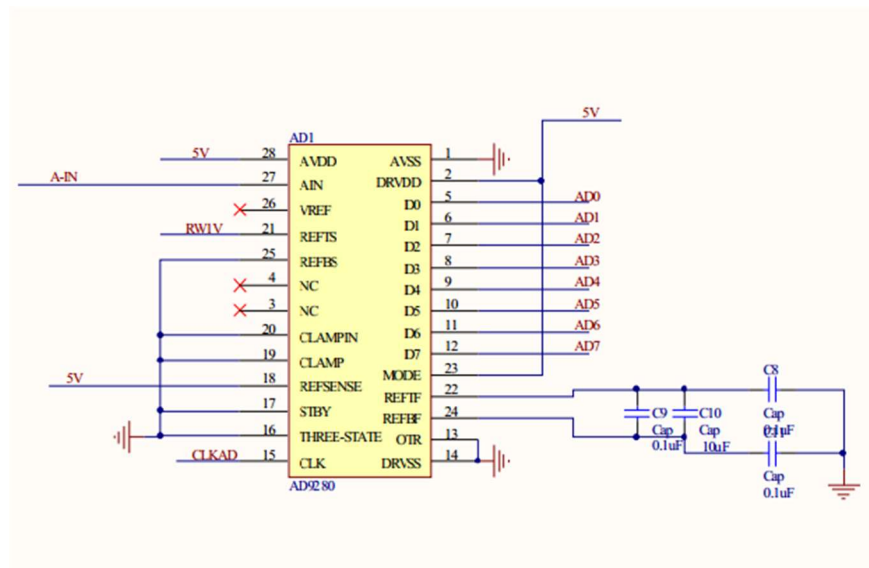 5V
AD1
5V
28
AVDD
AVSS
1
A-IN
27
AIN
DRVDD
2
26
VREF
D0
5
AD0
RW1V
21
REFTS
D1
6
AD1
25
REFBS
D2
7
AD2
4
NC
D3
8
AD3
3
NC
D4
9
AD4
20
CLAMPIN
D5
10
AD5
19
CLAMP
D6
11
AD6
5V
18
REFSENSE
D7
12
AD7
17
STBY
MODE
23
16
THREE-STATE
REFTF
22
CLKAD
15
CLK
REFBF
24
OTR
13
DRVSS
14
AD9280
C8
Cap
0.1uF
C9
Cap
0.1uF
C10
Cap
10uF
Cap
0.1uF